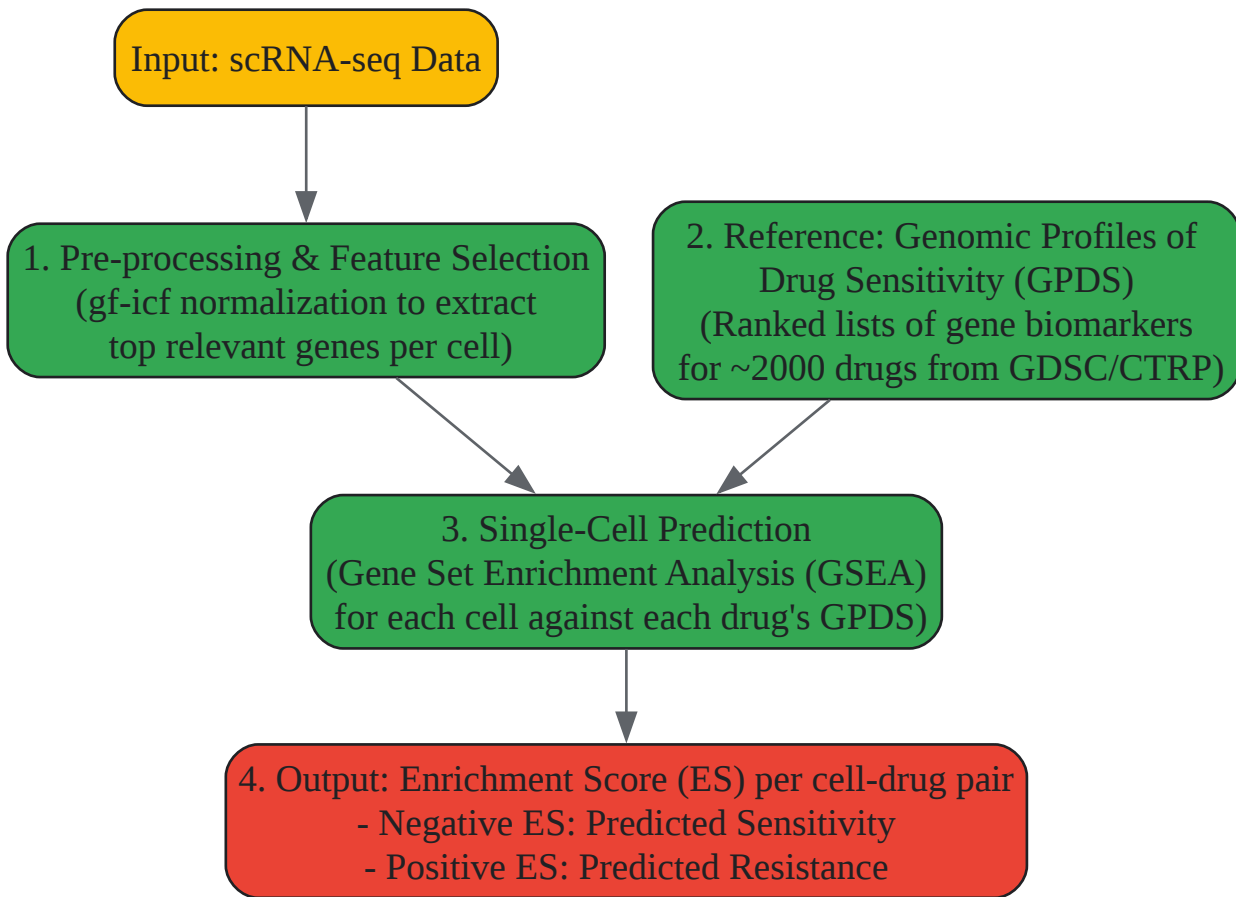 Input: scRNA-seq Data
1. Pre-processing & Feature Selection
(gf-icf normalization to extract
top relevant genes per cell)
2. Reference: Genomic Profiles of
Drug Sensitivity (GPDS)
(Ranked lists of gene biomarkers
for ~2000 drugs from GDSC/CTRP)
3. Single-Cell Prediction
(Gene Set Enrichment Analysis (GSEA)
for each cell against each drug's GPDS)
4. Output: Enrichment Score (ES) per cell-drug pair
- Negative ES: Predicted Sensitivity
- Positive ES: Predicted Resistance